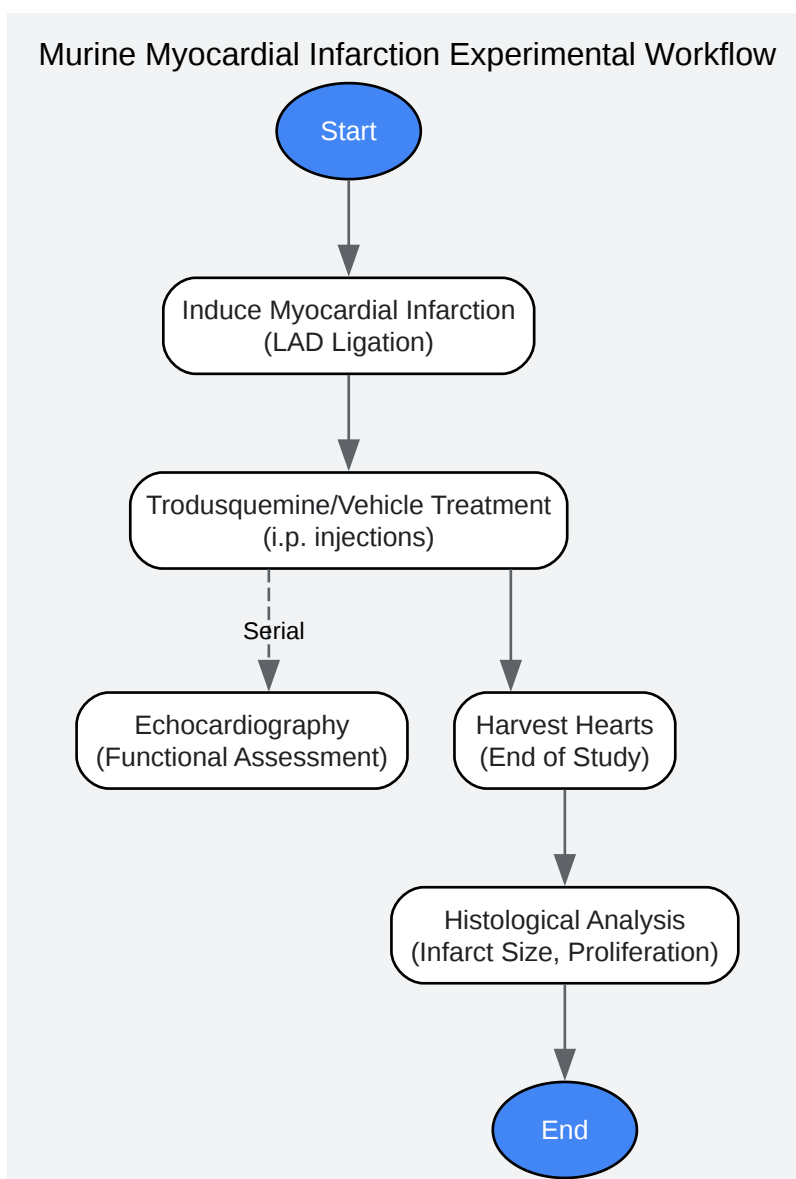 Murine Myocardial Infarction Experimental Workflow
Start
Induce Myocardial Infarction
(LAD Ligation)
Trodusquemine/Vehicle Treatment
(i.p. injections)
Serial
Echocardiography
(Functional Assessment)
Harvest Hearts
(End of Study)
Histological Analysis
(Infarct Size, Proliferation)
End